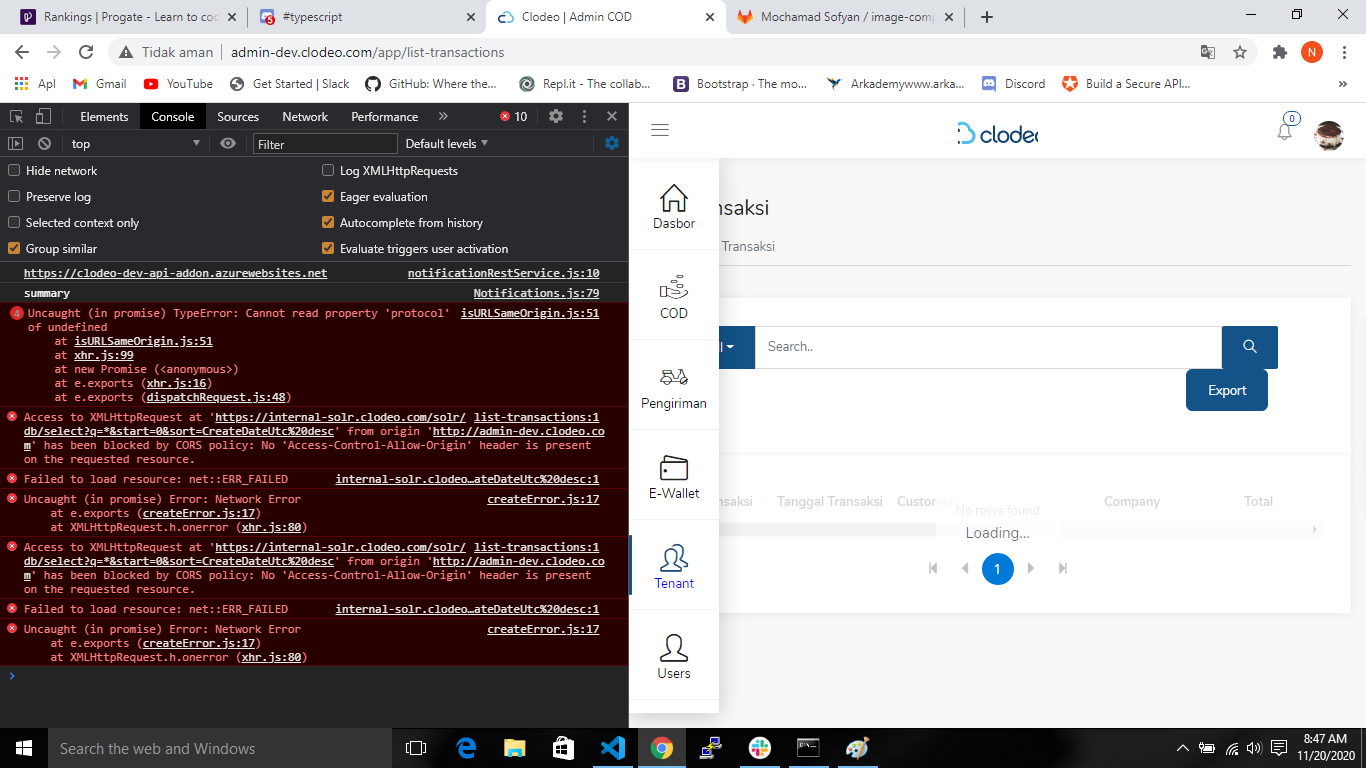 Rankings | Progate - Learn to cod
#typescript
Clodeo | Admin COD
Mochamad Sofyan / image-comp
Tidak aman
admin-dev.clodeo.com/app/list-transactions
N
Apl
Gmail
YouTube
Get Started | Slack
GitHub: Where the...
Repl.it - The collab...
Bootstrap · The mo...
Arkademywww.arka...
Discord
Build a Secure API...
Elements
Console
Sources
Network
Performance
10
top
Filter
Default levels
Hide network
Log XMLHttpRequests
Preserve log
Eager evaluation
Selected context only
Autocomplete from history
Group similar
Evaluate triggers user activation
https://clodeo-dev-api-addon.azurewebsites.net notificationRestService.js:10
summary Notifications.js:79
4 Uncaught (in promise) TypeError: Cannot read property 'protocol' isURLSameOrigin.js:51
of undefined
at isURLSameOrigin.js:51
at xhr.js:99
at new Promise (<anonymous>)
at e.exports (xhr.js:16)
at e.exports (dispatchRequest.js:48)
Access to XMLHttpRequest at 'https://internal-solr.clodeo.com/solr/ list-transactions:1
db/select?q=*&start=0&sort=CreateDateUtc%20desc' from origin 'http://admin-dev.clodeo.co
m' has been blocked by CORS policy: No 'Access-Control-Allow-Origin' header is present
on the requested resource.
Failed to load resource: net::ERR_FAILED internal-solr.clodeo…ateDateUtc%20desc:1
Uncaught (in promise) Error: Network Error createError.js:17
at e.exports (createError.js:17)
at XMLHttpRequest.h.onerror (xhr.js:80)
Access to XMLHttpRequest at 'https://internal-solr.clodeo.com/solr/ list-transactions:1
db/select?q=*&start=0&sort=CreateDateUtc%20desc' from origin 'http://admin-dev.clodeo.co
m' has been blocked by CORS policy: No 'Access-Control-Allow-Origin' header is present
on the requested resource.
Failed to load resource: net::ERR_FAILED internal-solr.clodeo…ateDateUtc%20desc:1
Uncaught (in promise) Error: Network Error createError.js:17
at e.exports (createError.js:17)
at XMLHttpRequest.h.onerror (xhr.js:80)
clodeo
0
Dasbor
COD
Pengiriman
E-Wallet
Tenant
Users
nsaksi
Transaksi
Search..
Export
nsaksi
Tanggal Transaksi
Customer
Company
Total
No rows found
Loading...
1
Search the web and Windows
8:47 AM
11/20/2020